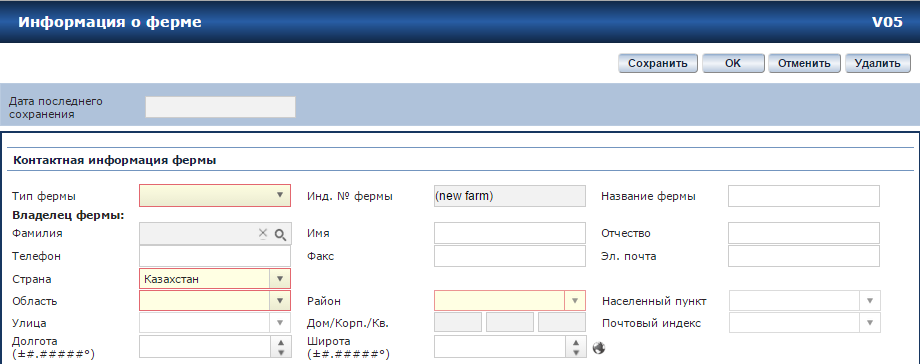 Информация о ферме V05
Сохранить OK Отменить Удалить
Дата последнего
сохранения
Контактная информация фермы
Тип фермы Инд. № фермы (new farm) Название фермы
Владелец фермы:
Фамилия Имя Отчество
Телефон Факс Эл. почта
Страна Казахстан
Область Район Населенный пункт
Улица Дом/Корп./Кв. Почтовый индекс
Долгота Широта
(±#.#####°) (±#.#####°)